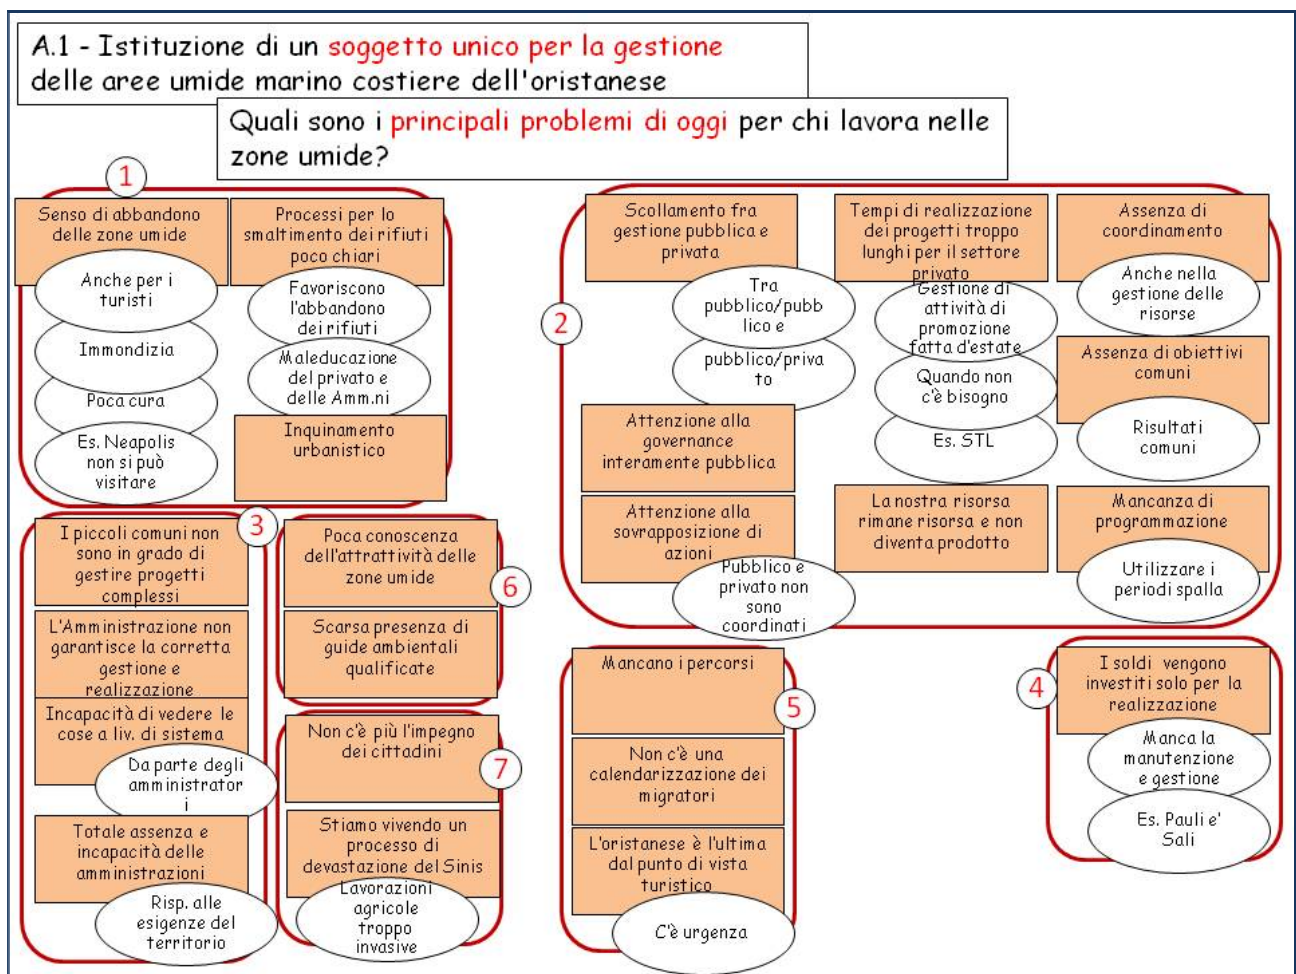 A.1 - Istituzione di un soggetto unico per la gestione
delle aree umide marino costiere dell'oristanese
Quali sono i principali problemi di oggi per chi lavora nelle
zone umide?
1
Senso di abbandono
delle zone umide
Anche per i
turisti
Immondizia
Poca cura
Es. Neapolis
non si può
visitare
Processi per lo
smaltimento dei rifiuti
poco chiari
Favoriscono
l'abbandono
dei rifiuti
Maleducazione
del privato e
delle Amm.ni
Inquinamento
urbanistico
2
Scollamento fra
gestione pubblica e
privata
Tra
pubblico/pubb
lico e
pubblico/priva
to
Attenzione alla
governance
interamente pubblica
Attenzione alla
sovrapposizione di
azioni
Pubblico e
privato non
sono
coordinati
Tempi di realizzazione
dei progetti troppo
lunghi per il settore
privato
Gestione di
attività di
promozione
fatta d'estate
Quando non
c'è bisogno
Es. STL
La nostra risorsa
rimane risorsa e non
diventa prodotto
Assenza di
coordinamento
Anche nella
gestione delle
risorse
Assenza di obiettivi
comuni
Risultati
comuni
Mancanza di
programmazione
Utilizzare i
periodi spalla
3
I piccoli comuni non
sono in grado di
gestire progetti
complessi
L'Amministrazione non
garantisce la corretta
gestione e
realizzazione
Incapacità di vedere le
cose a liv. di sistema
Da parte degli
amministrator
i
Totale assenza e
incapacità delle
amministrazioni
Risp. alle
esigenze del
territorio
6
Poca conoscenza
dell'attrattività delle
zone umide
Scarsa presenza di
guide ambientali
qualificate
7
Non c'è più l'impegno
dei cittadini
Stiamo vivendo un
processo di
devastazione del Sinis
Lavorazioni
agricole
troppo
invasive
5
Mancano i percorsi
Non c'è una
calendarizzazione dei
migratori
L'oristanese è l'ultima
dal punto di vista
turistico
C'è urgenza
4
I soldi vengono
investiti solo per la
realizzazione
Manca la
manutenzione
e gestione
Es. Pauli e'
Sali